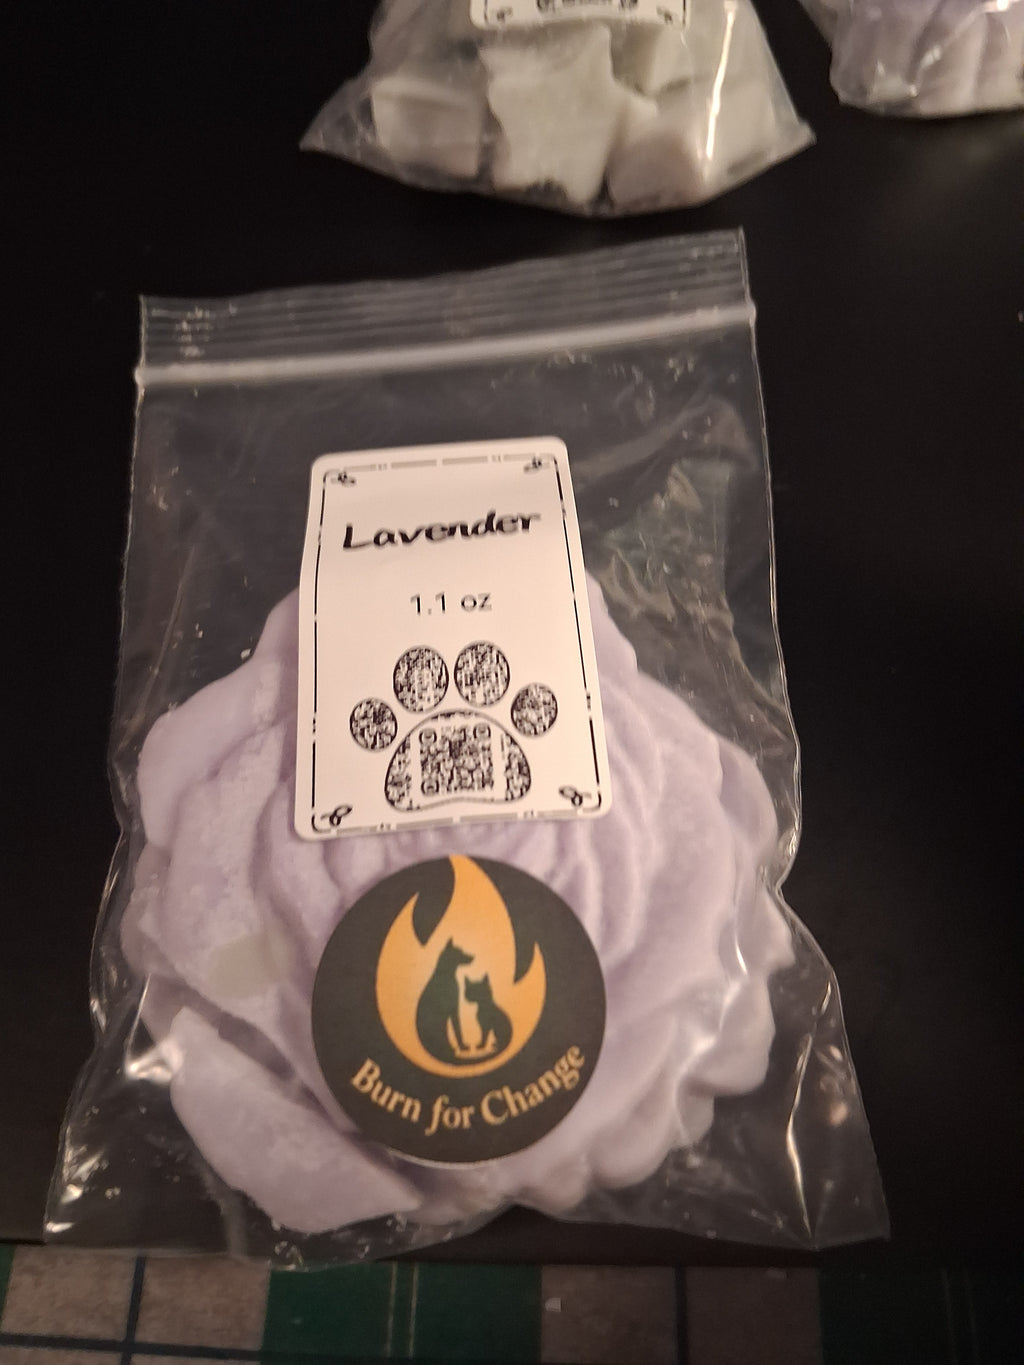 Lavender
1.1 oz
Burn for Change